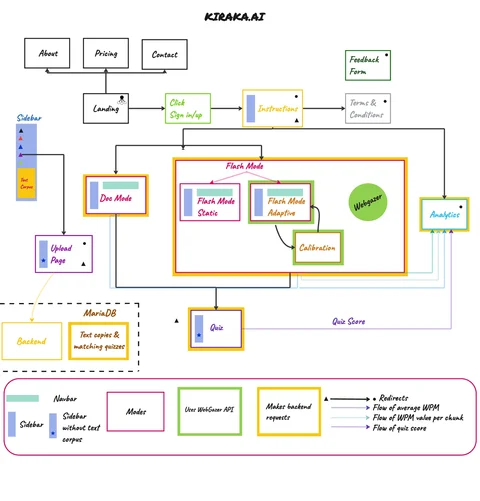 KIRAKA.AI
About
Pricing
Contact
Feedback
Form
Landing
Click
Sign in/up
Instructions
Terms &
Conditions
Sidebar
Text
Corpus
Flash Mode
Doc Mode
Flash Mode
Static
Flash Mode
Adaptive
Webgazer
Analytics
Calibration
Upload
Page
MariaDB
Backend
Text copies &
matching quizzes
Quiz
Quiz Score
Navbar
Sidebar
Sidebar
without text
corpus
Modes
Uses WebGazer API
Makes backend
requests
Redirects
Flow of average WPM
Flow of WPM value per chunk
Flow of quiz score